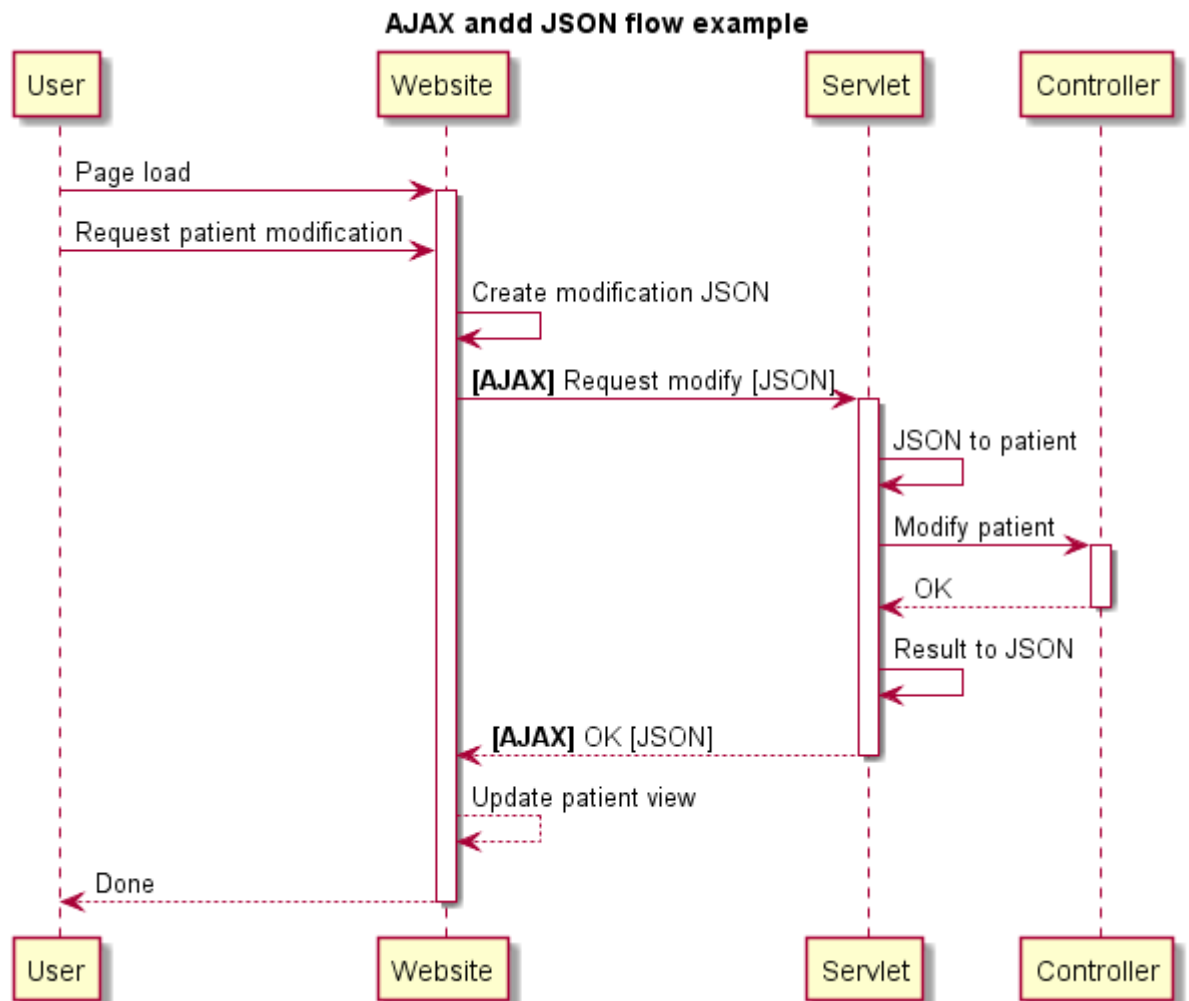 AJAX andd JSON flow example
User
Website
Servlet
Controller
Page load
Request patient modification
Create modification JSON
[AJAX] Request modify [JSON]
JSON to patient
Modify patient
OK
Result to JSON
[AJAX] OK [JSON]
Update patient view
Done
User
Website
Servlet
Controller